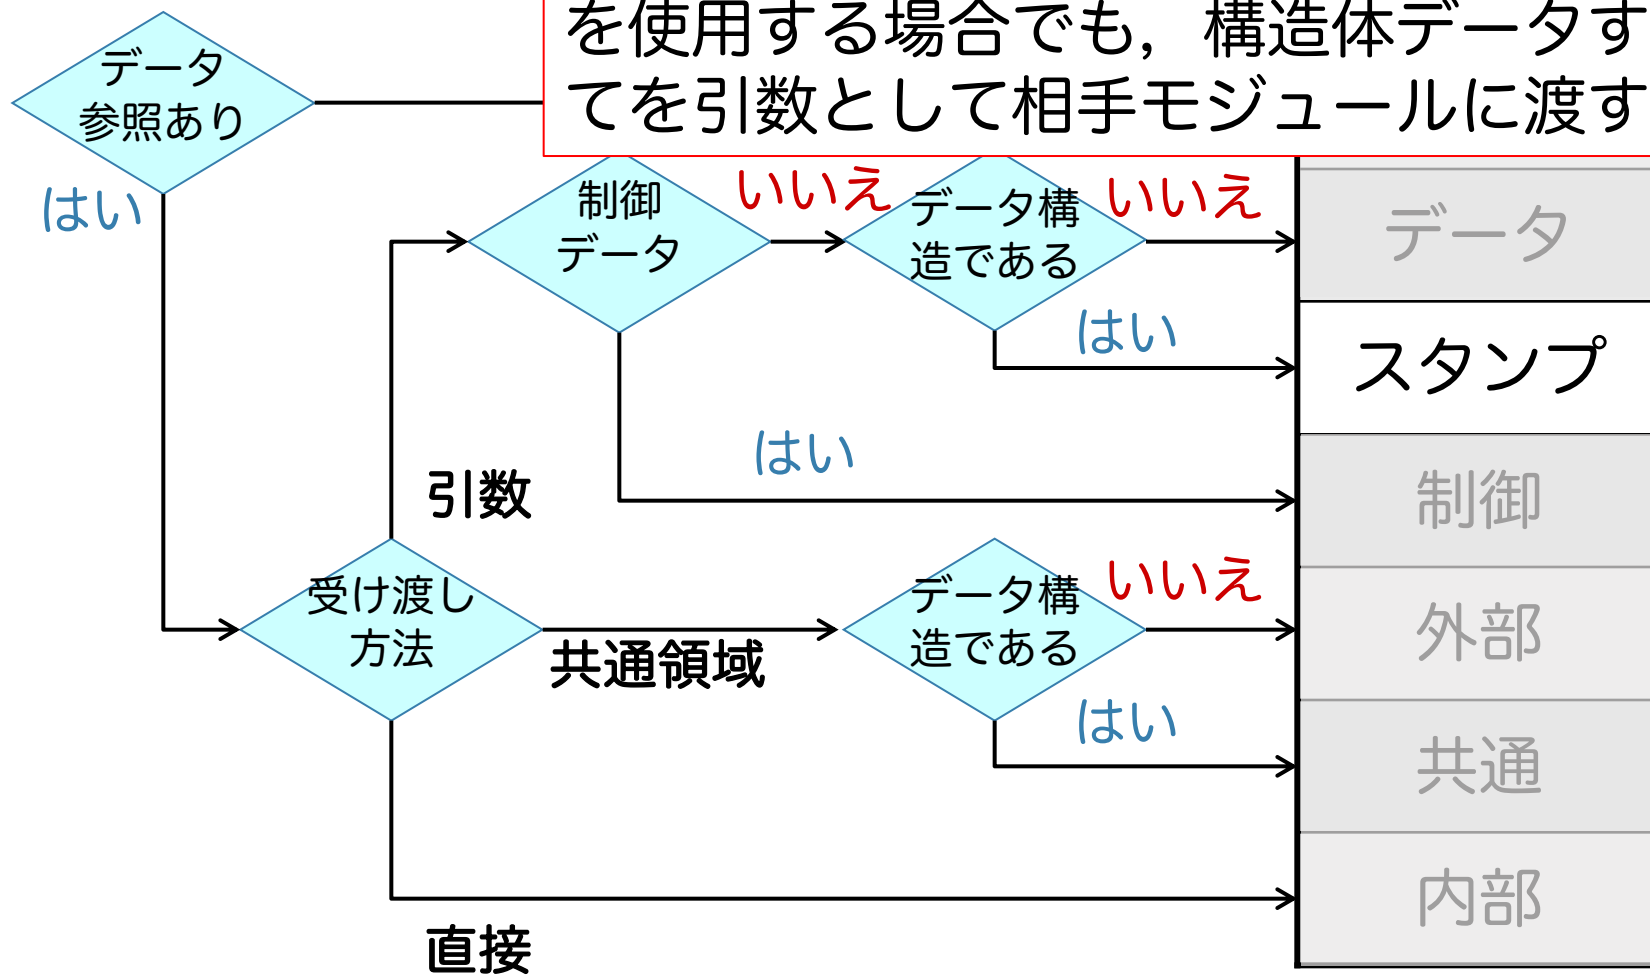 を使用する場合でも，構造体データす
てを引数として相手モジュールに渡す
データ
参照あり
はい
制御
データ
いいえ
データ構
造である
いいえ
データ
はい
スタンプ
はい
引数
制御
受け渡し
方法
共通領域
データ構
造である
いいえ
外部
はい
共通
直接
内部